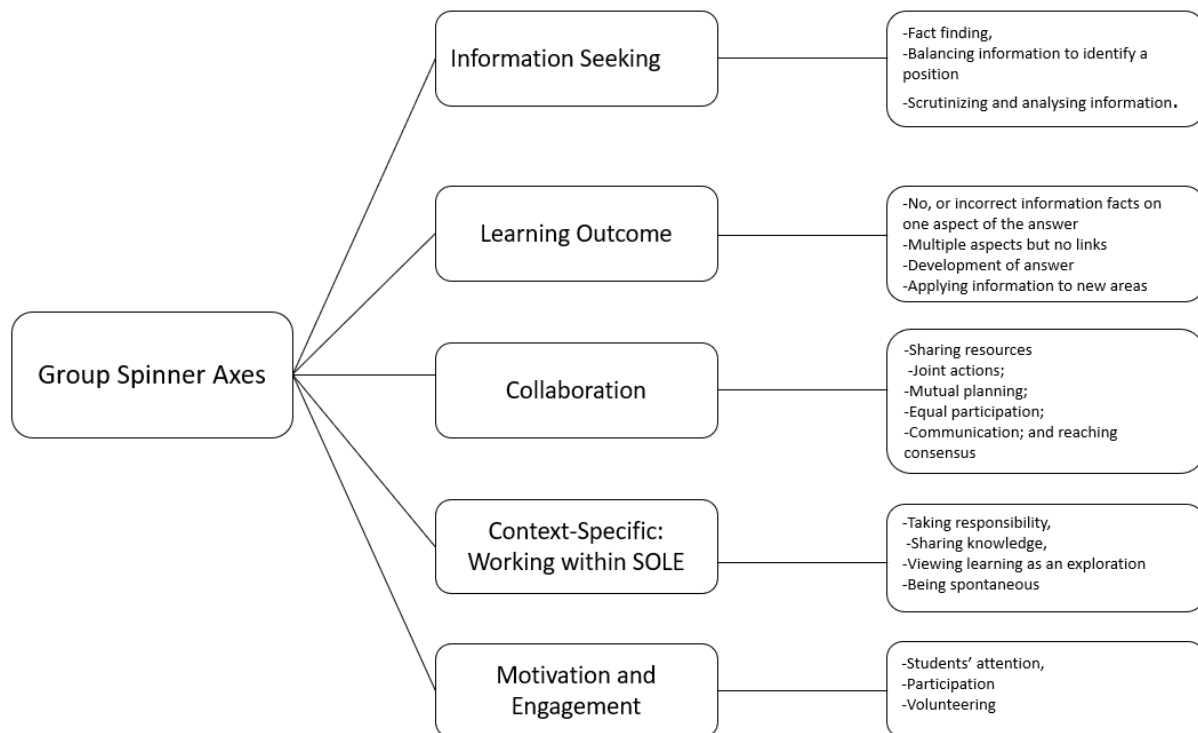 Group Spinner Axes
Information Seeking
-Fact finding,
-Balancing information to identify a
position
-Scrutinizing and analysing information.
Learning Outcome
-No, or incorrect information facts on
one aspect of the answer
-Multiple aspects but no links
-Development of answer
-Applying information to new areas
Collaboration
-Sharing resources
-Joint actions;
-Mutual planning;
-Equal participation;
-Communication; and reaching
consensus
Context-Specific:
Working within SOLE
-Taking responsibility,
-Sharing knowledge,
-Viewing learning as an exploration
-Being spontaneous
Motivation and
Engagement
-Students’ attention,
-Participation
-Volunteering